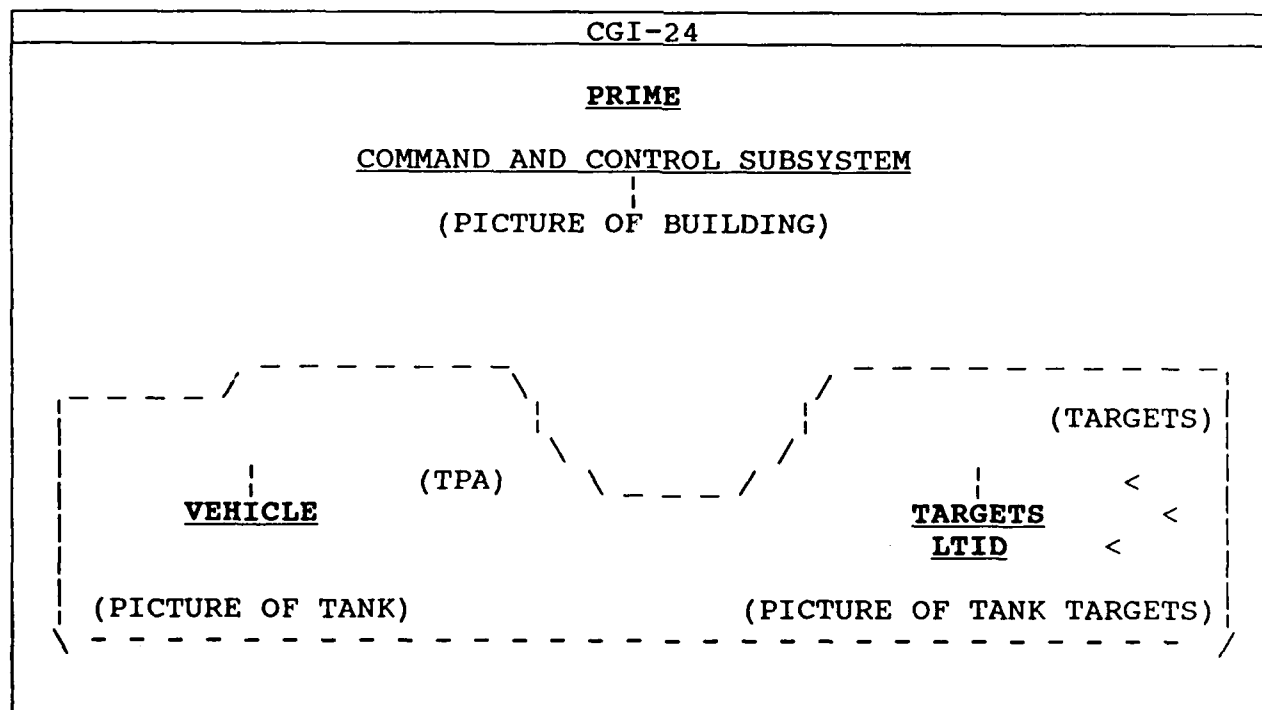 CGI-24
PRIME
COMMAND AND CONTROL SUBSYSTEM
(PICTURE OF BUILDING)
(TARGETS)
(TPA)
<
VEHICLE
TARGETS
<
LTID
<
(PICTURE OF TANK)
(PICTURE OF TANK TARGETS)